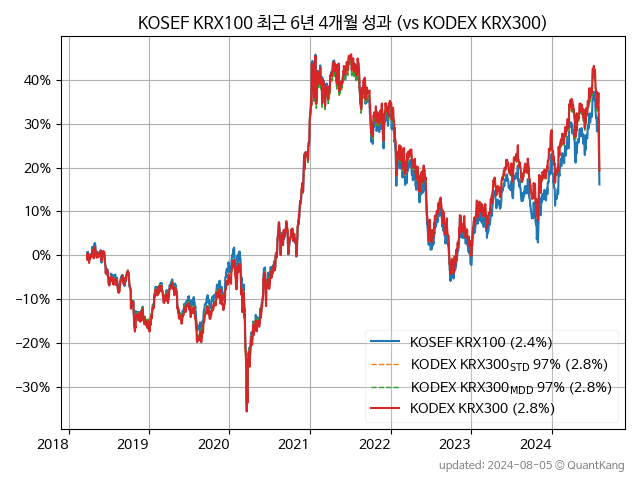 KOSEF KRX100 최근 6년 4개월 성과 (vs KODEX KRX300)
40%
30%
20%
10%
0%
−10%
−20%
−30%
KOSEF KRX100 (2.4%)
KODEX KRX300STD 97% (2.8%)
KODEX KRX300MDD 97% (2.8%)
KODEX KRX300 (2.8%)
2018 2019 2020 2021 2022 2023 2024
updated: 2024-08-05 © QuantKang